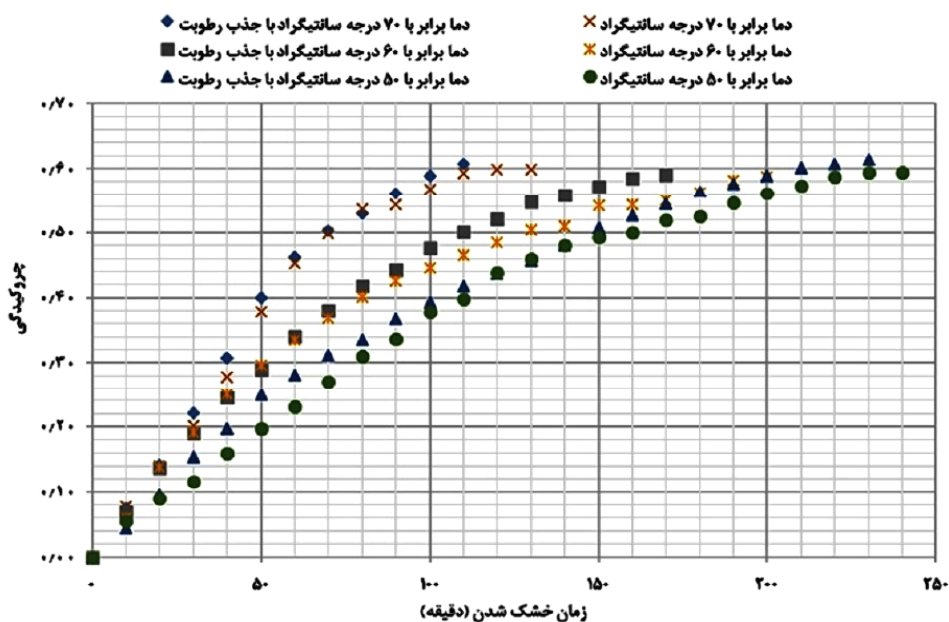 دما برابر با ۷۰ درجه سانتیگراد با جذب رطوبت دما برابر با ۷۰ درجه سانتیگراد
دما برابر با ۶۰ درجه سانتیگراد با جذب رطوبت دما برابر با ۶۰ درجه سانتیگراد
دما برابر با ۵۰ درجه سانتیگراد با جذب رطوبت دما برابر با ۵۰ درجه سانتیگراد
۰٫۷۰
۰٫۶۰
۰٫۵۰
۰٫۴۰
۰٫۳۰
۰٫۲۰
۰٫۱۰
۰٫۰۰
چروکیدگی
۰ ۵۰ ۱۰۰ ۱۵۰ ۲۰۰ ۲۵۰
زمان خشک شدن (دقیقه)